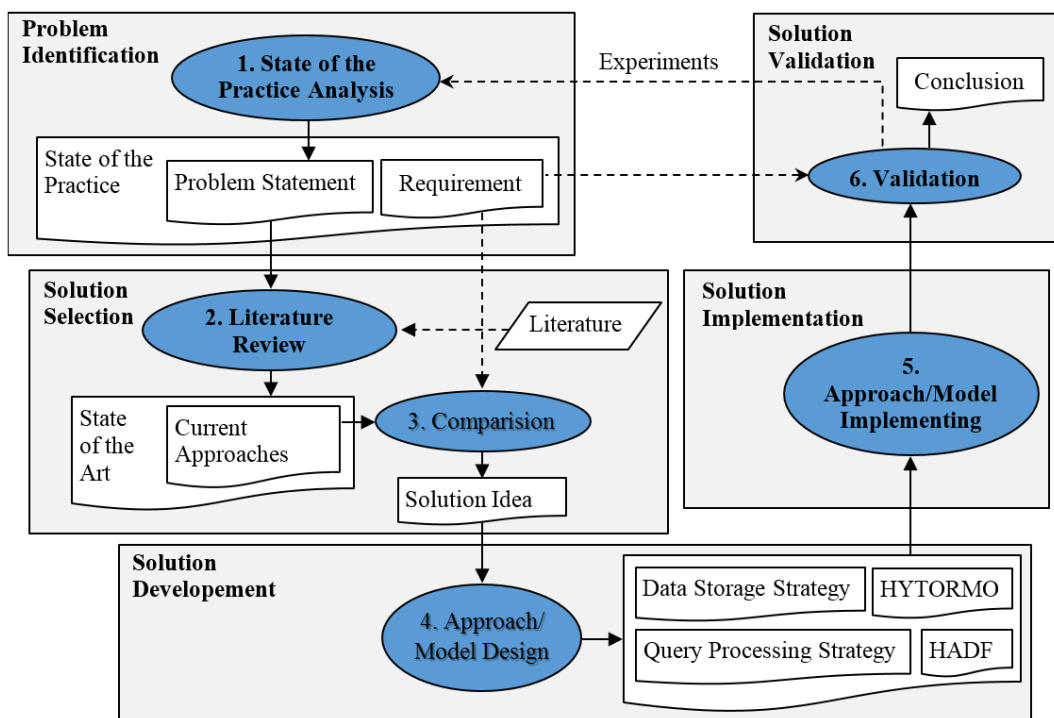 Problem
Identification
1. State of the
Practice Analysis
State of the
Practice
Problem Statement
Requirement
Experiments
Solution
Validation
Conclusion
6. Validation
Solution
Selection
2. Literature
Review
Literature
State
of the
Art
Current
Approaches
3. Comparision
Solution Idea
Solution
Implementation
5.
Approach/Model
Implementing
Solution
Developement
4. Approach/
Model Design
Data Storage Strategy
HYTORMO
Query Processing Strategy
HADF